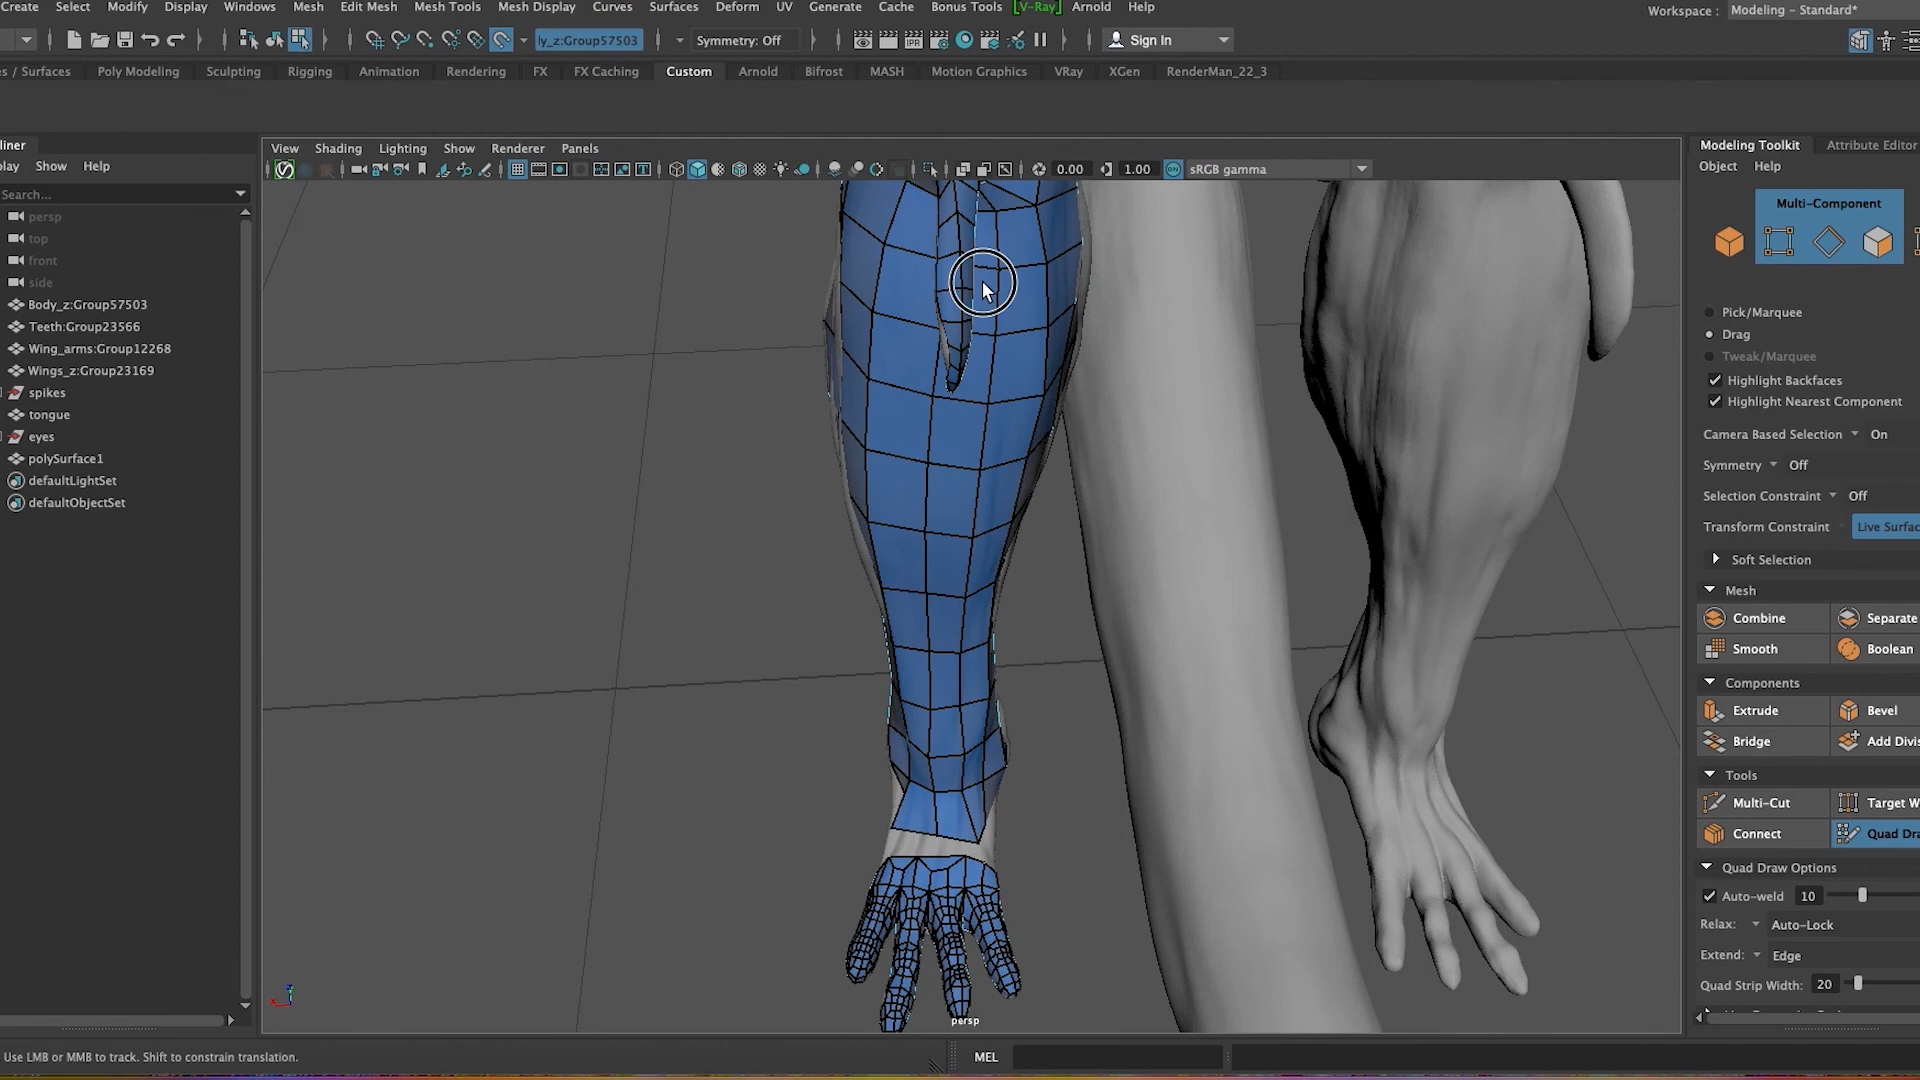 Create Select Modify Display Windows Mesh Edit Mesh Mesh Tools Mesh Display Curves Surfaces Deform UV Generate Cache Bonus Tools [V-Ray] Arnold Help
Workspace : Modeling - Standard*
ly_z:Group57503 Symmetry: Off IPR Sign In
es / Surfaces Poly Modeling Sculpting Rigging Animation Rendering FX FX Caching Custom Arnold Bifrost MASH Motion Graphics VRay XGen RenderMan_22_3
liner
play Show Help
Search...
persp
top
front
side
Body_z:Group57503
Teeth:Group23566
Wing_arms:Group12268
Wings_z:Group23169
spikes
tongue
eyes
polySurface1
defaultLightSet
defaultObjectSet
View Shading Lighting Show Renderer Panels
0.00 1.00 ON sRGB gamma
persp
Modeling Toolkit Attribute Editor
Object Help
Multi-Component
Pick/Marquee
Drag
Tweak/Marquee
Highlight Backfaces
Highlight Nearest Component
Camera Based Selection On
Symmetry Off
Selection Constraint Off
Transform Constraint Live Surfac
Soft Selection
Mesh
Combine Separate
Smooth Boolean
Components
Extrude Bevel
Bridge Add Divis
Tools
Multi-Cut Target W
Connect Quad Dra
Quad Draw Options
Auto-weld 10
Relax: Auto-Lock
Extend: Edge
Quad Strip Width: 20
Use LMB or MMB to track. Shift to constrain translation.
MEL